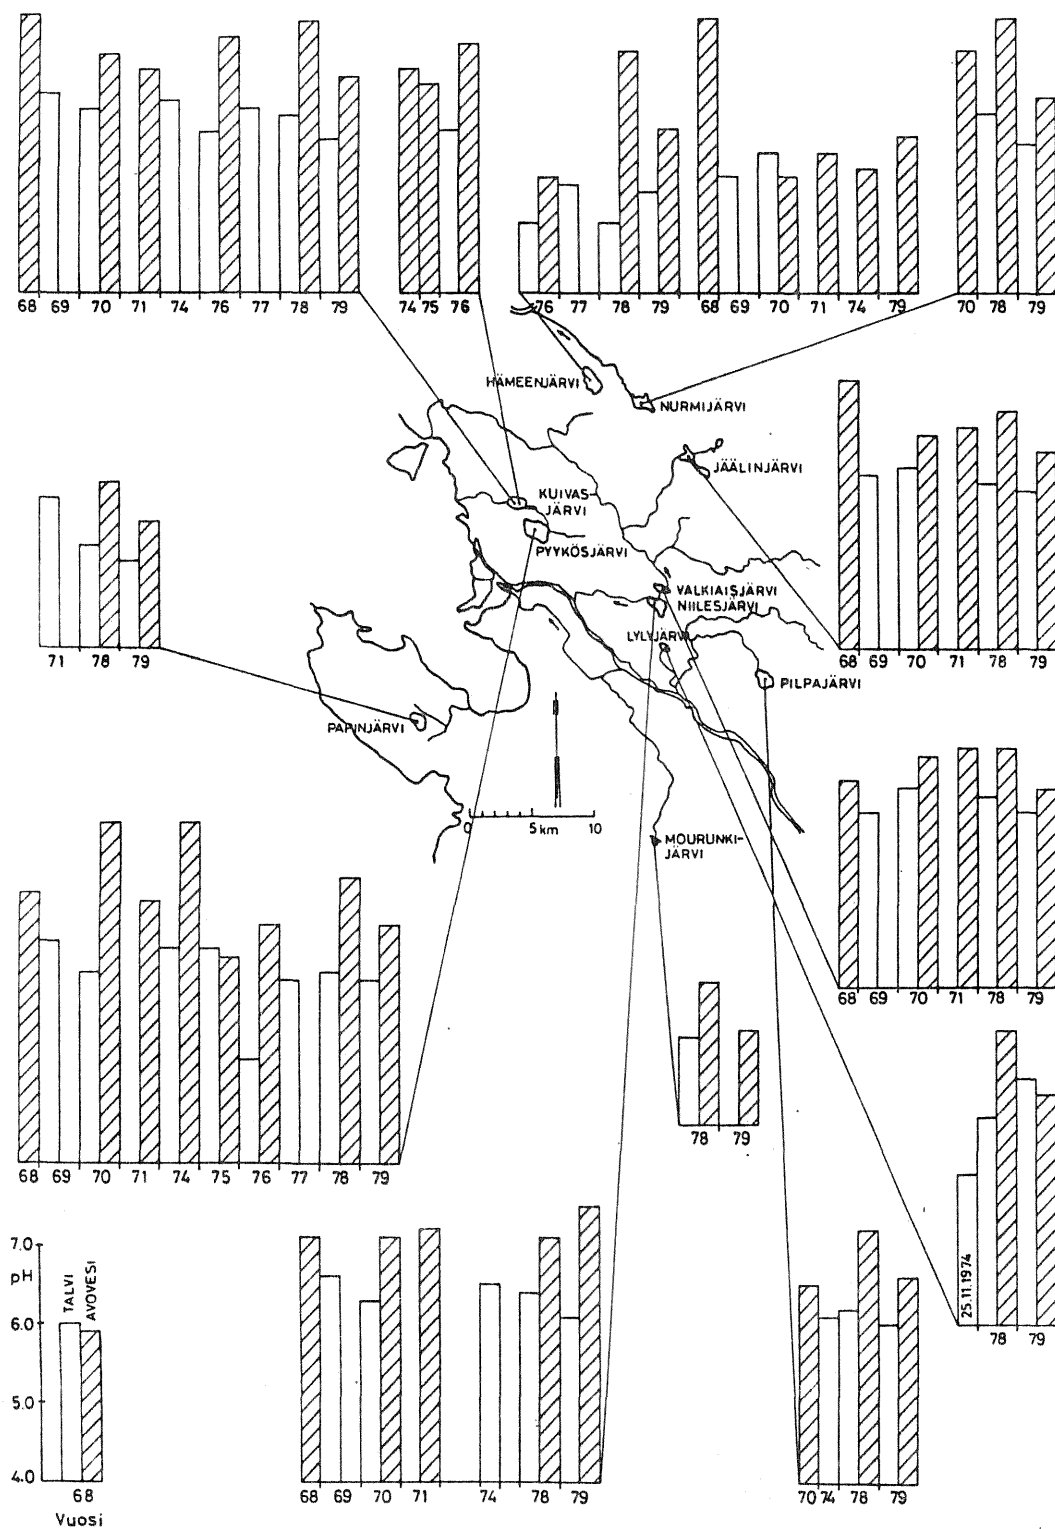 68 69 70 71 74 76 77 78 79
74 75 76
76 77 78 79 68 69 70 71 74 79
70 78 79
HÄMEENJÄRVI
NURMIJÄRVI
JÄÄLINJÄRVI
KUIVAS-
JÄRVI
PYYKÖSJÄRVI
VALKIAISJÄRVI
NIILESJÄRVI
LYLYJÄRVI
71 78 79
68 69 70 71 78 79
PILPAJÄRVI
PAPINJÄRVI
0 5 km 10
MOURUNKI-
JÄRVI
68 69 70 71 78 79
78 79
68 69 70 71 74 75 76 77 78 79
25.11.1974
78 79
7.0
pH
6.0
5.0
4.0
TALVI
AVOVESI
68
Vuosi
68 69 70 71 74 78 79
70 74 78 79